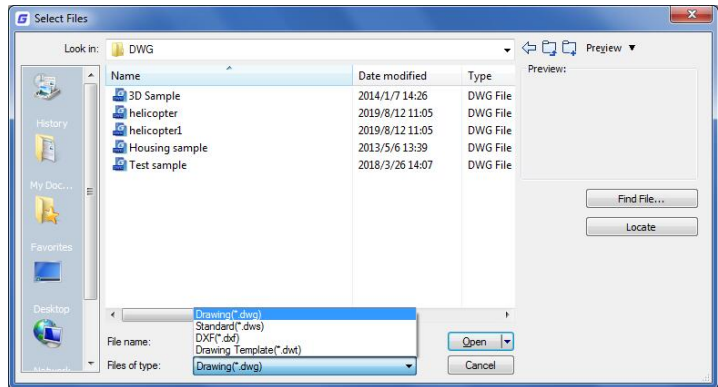 Select Files
Look in: DWG Preview
Name Date modified Type Preview:
3D Sample 2014/1/7 14:26 DWG File
helicopter 2019/8/12 11:05 DWG File
helicopter1 2019/8/12 11:05 DWG File
Housing sample 2013/5/6 13:39 DWG File
Test sample 2018/3/26 14:07 DWG File
History
My Doc...
Favorites
Desktop
Network
Find File...
Locate
Drawing(*.dwg)
Standard(*.dws)
DXF(*.dxf)
Drawing Template(*.dwt)
File name: Open
Files of type: Drawing(*.dwg) Cancel